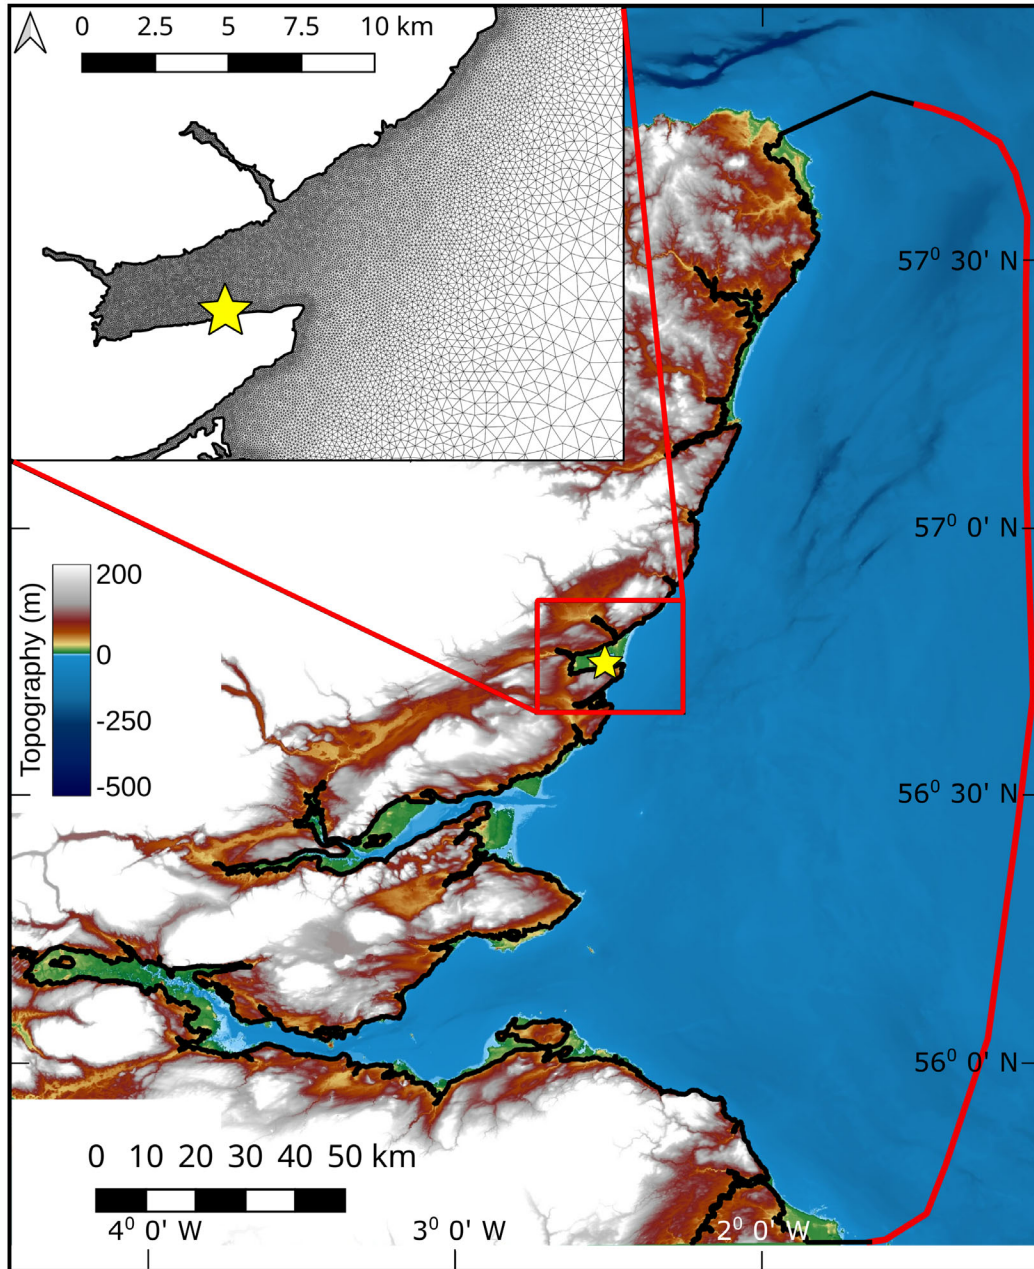 0 2.5 5 7.5 10 km
57⁰ 30' N
57⁰ 0' N
Topography (m)
200
0
-250
-500
56⁰ 30' N
56⁰ 0' N
0 10 20 30 40 50 km
4⁰ 0' W 3⁰ 0' W 2⁰ 0' W